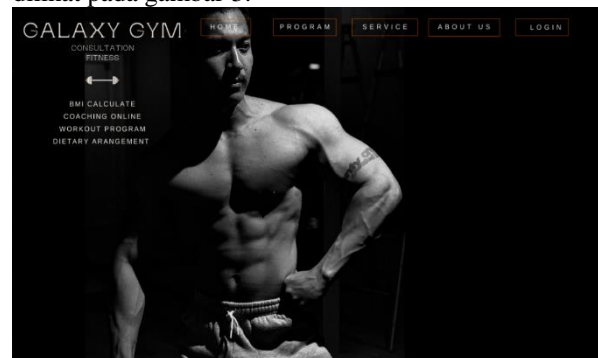 dilihat pada gambar 3.
GALAXY GYM
CONSULTATION
FITNESS
HOME
PROGRAM
SERVICE
ABOUT US
LOGIN
BMI CALCULATE
COACHING ONLINE
WORKOUT PROGRAM
DIETARY ARANGEMENT